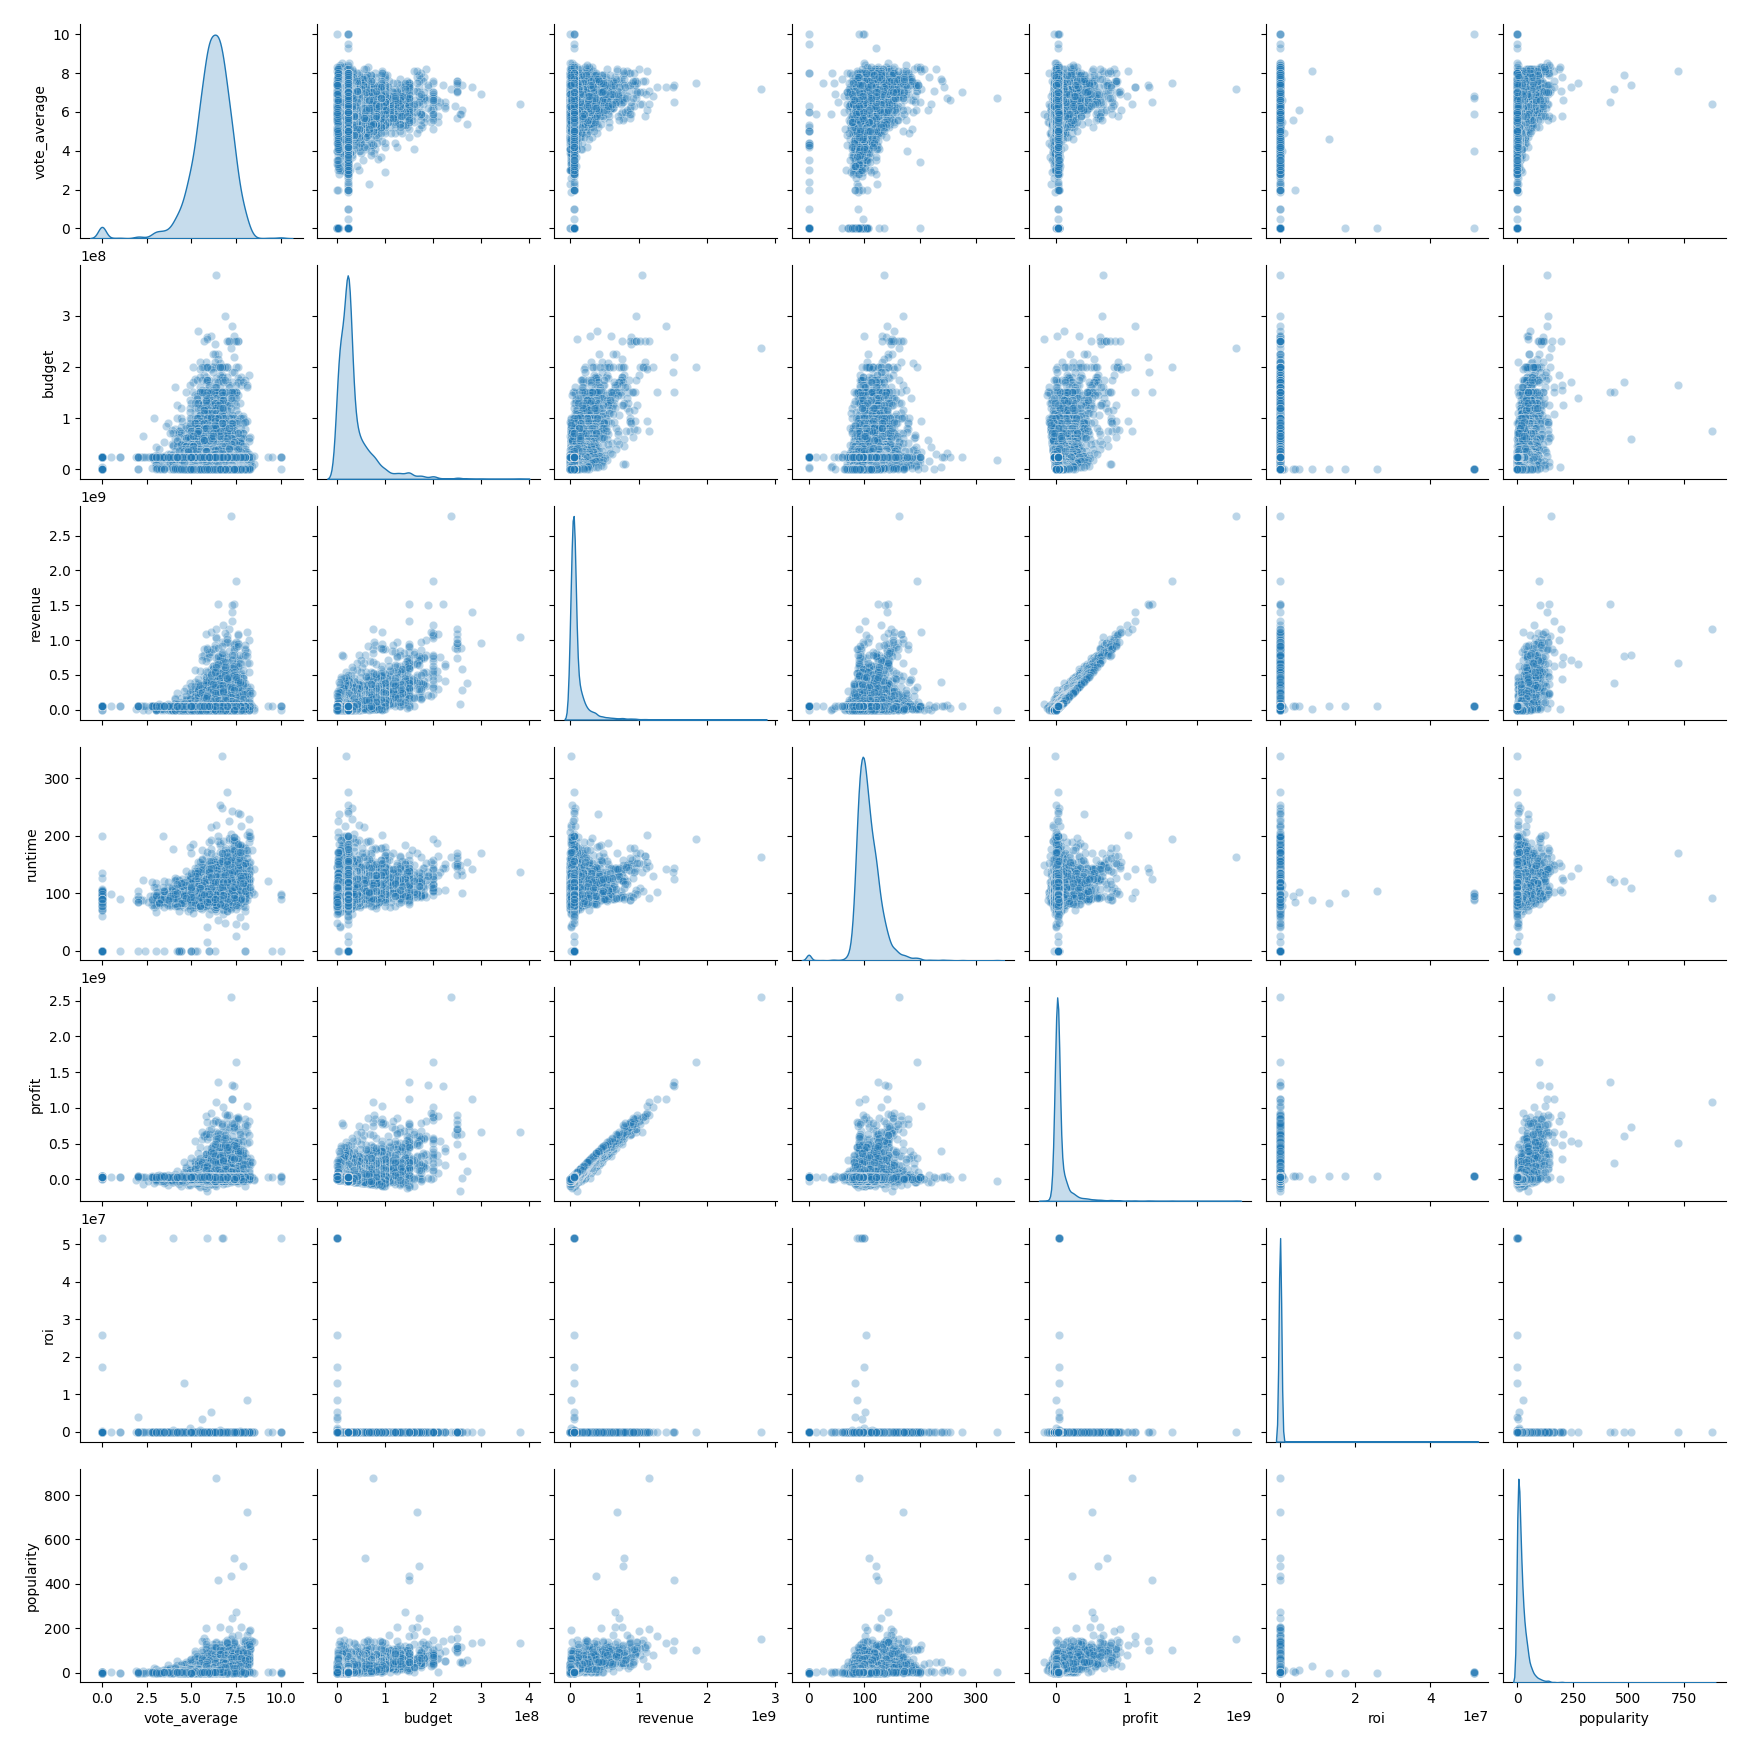 10
8
6
4
2
0
vote_average
1e8
3
2
1
0
budget
1e9
2.5
2.0
1.5
1.0
0.5
0.0
revenue
300
200
100
0
runtime
1e9
2.5
2.0
1.5
1.0
0.5
0.0
profit
1e7
5
4
3
2
1
0
roi
800
600
400
200
0
popularity
0.0 2.5 5.0 7.5 10.0 0 1 2 3 4 0 1 2 3 0 100 200 300 0 1 2 0 2 4 0 250 500 750
1e8 1e9 1e9 1e7
vote_average budget revenue runtime profit roi popularity